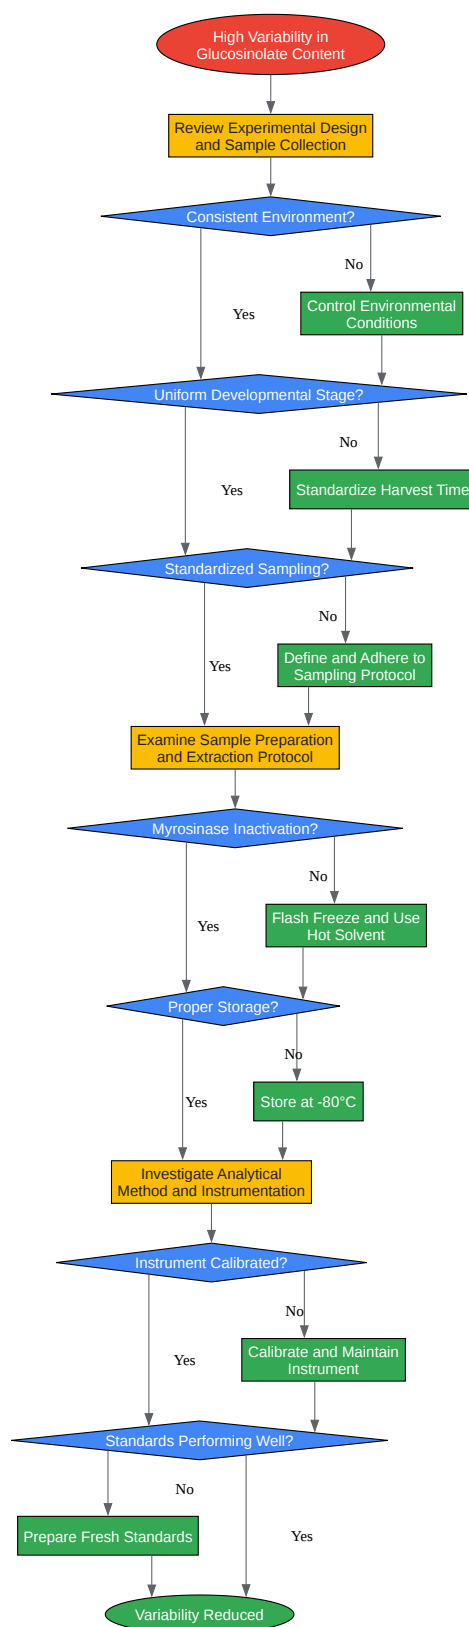 High Variability in
Glucosinolate Content
Review Experimental Design
and Sample Collection
Consistent Environment?
No
Control Environmental
Conditions
Yes
Uniform Developmental Stage?
No
Yes
Standardize Harvest Time
Standardized Sampling?
No
Define and Adhere to
Sampling Protocol
Yes
Examine Sample Preparation
and Extraction Protocol
Myrosinase Inactivation?
No
Flash Freeze and Use
Hot Solvent
Yes
Proper Storage?
No
Yes
Store at -80°C
Investigate Analytical
Method and Instrumentation
Instrument Calibrated?
No
Calibrate and Maintain
Instrument
Yes
Standards Performing Well?
No
Prepare Fresh Standards
Yes
Variability Reduced